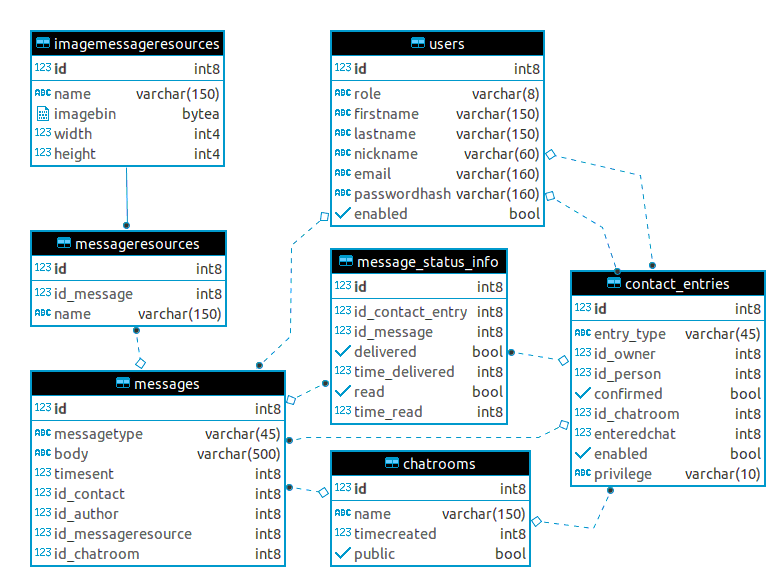 imagemessageresources
123 id int8
ABC name varchar(150)
imagebin bytea
123 width int4
123 height int4
users
123 id int8
ABC role varchar(8)
ABC firstname varchar(150)
ABC lastname varchar(150)
ABC nickname varchar(60)
ABC email varchar(160)
ABC passwordhash varchar(160)
enabled bool
messageresources
123 id int8
123 id_message int8
ABC name varchar(150)
message_status_info
123 id int8
123 id_contact_entry int8
123 id_message int8
delivered bool
123 time_delivered int8
read bool
123 time_read int8
contact_entries
123 id int8
ABC entry_type varchar(45)
123 id_owner int8
123 id_person int8
confirmed bool
123 id_chatroom int8
123 enteredchat int8
enabled bool
ABC privilege varchar(10)
messages
123 id int8
ABC messagetype varchar(45)
ABC body varchar(500)
123 timesent int8
123 id_contact int8
123 id_author int8
123 id_messageresource int8
123 id_chatroom int8
chatrooms
123 id int8
ABC name varchar(150)
123 timecreated int8
public bool